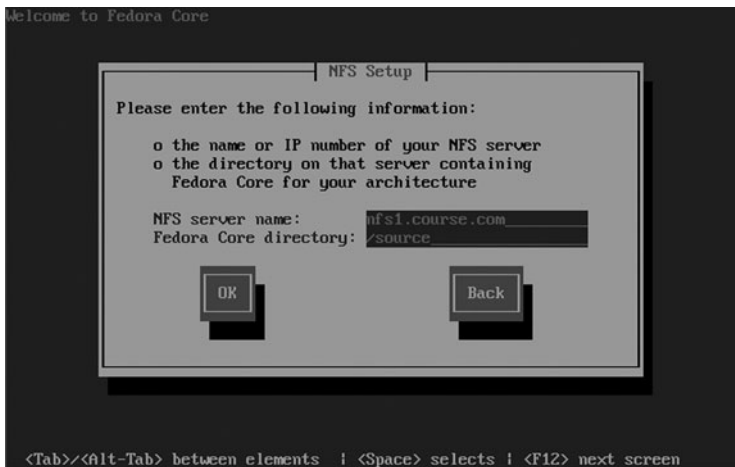 Welcome to Fedora Core
NFS Setup
Please enter the following information:
o the name or IP number of your NFS server
o the directory on that server containing
Fedora Core for your architecture
NFS server name: nfs1.course.com
Fedora Core directory: /source
OK Back
<Tab>/<Alt-Tab> between elements | <Space> selects | <F12> next screen